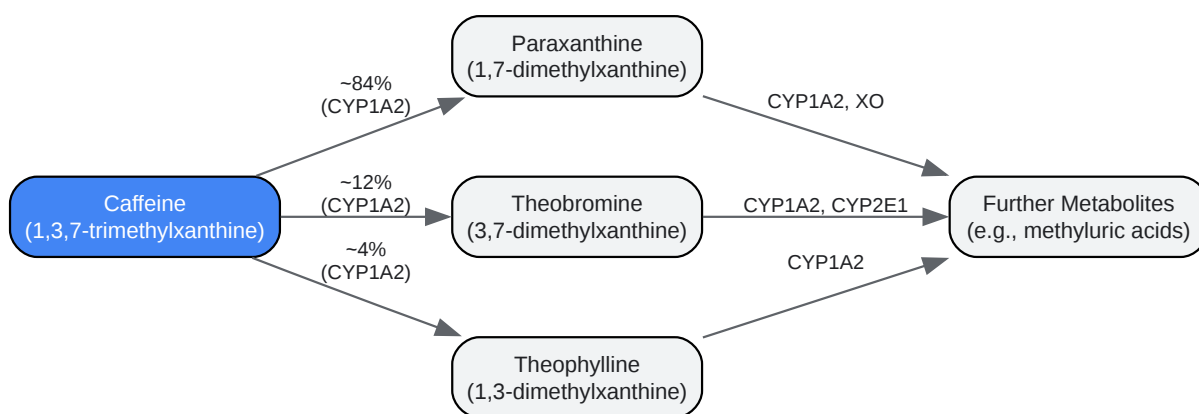 Paraxanthine
(1,7-dimethylxanthine)
~84%
(CYP1A2)
CYP1A2, XO
Caffeine
(1,3,7-trimethylxanthine)
~12%
(CYP1A2)
Theobromine
(3,7-dimethylxanthine)
CYP1A2, CYP2E1
Further Metabolites
(e.g., methyluric acids)
~4%
(CYP1A2)
CYP1A2
Theophylline
(1,3-dimethylxanthine)